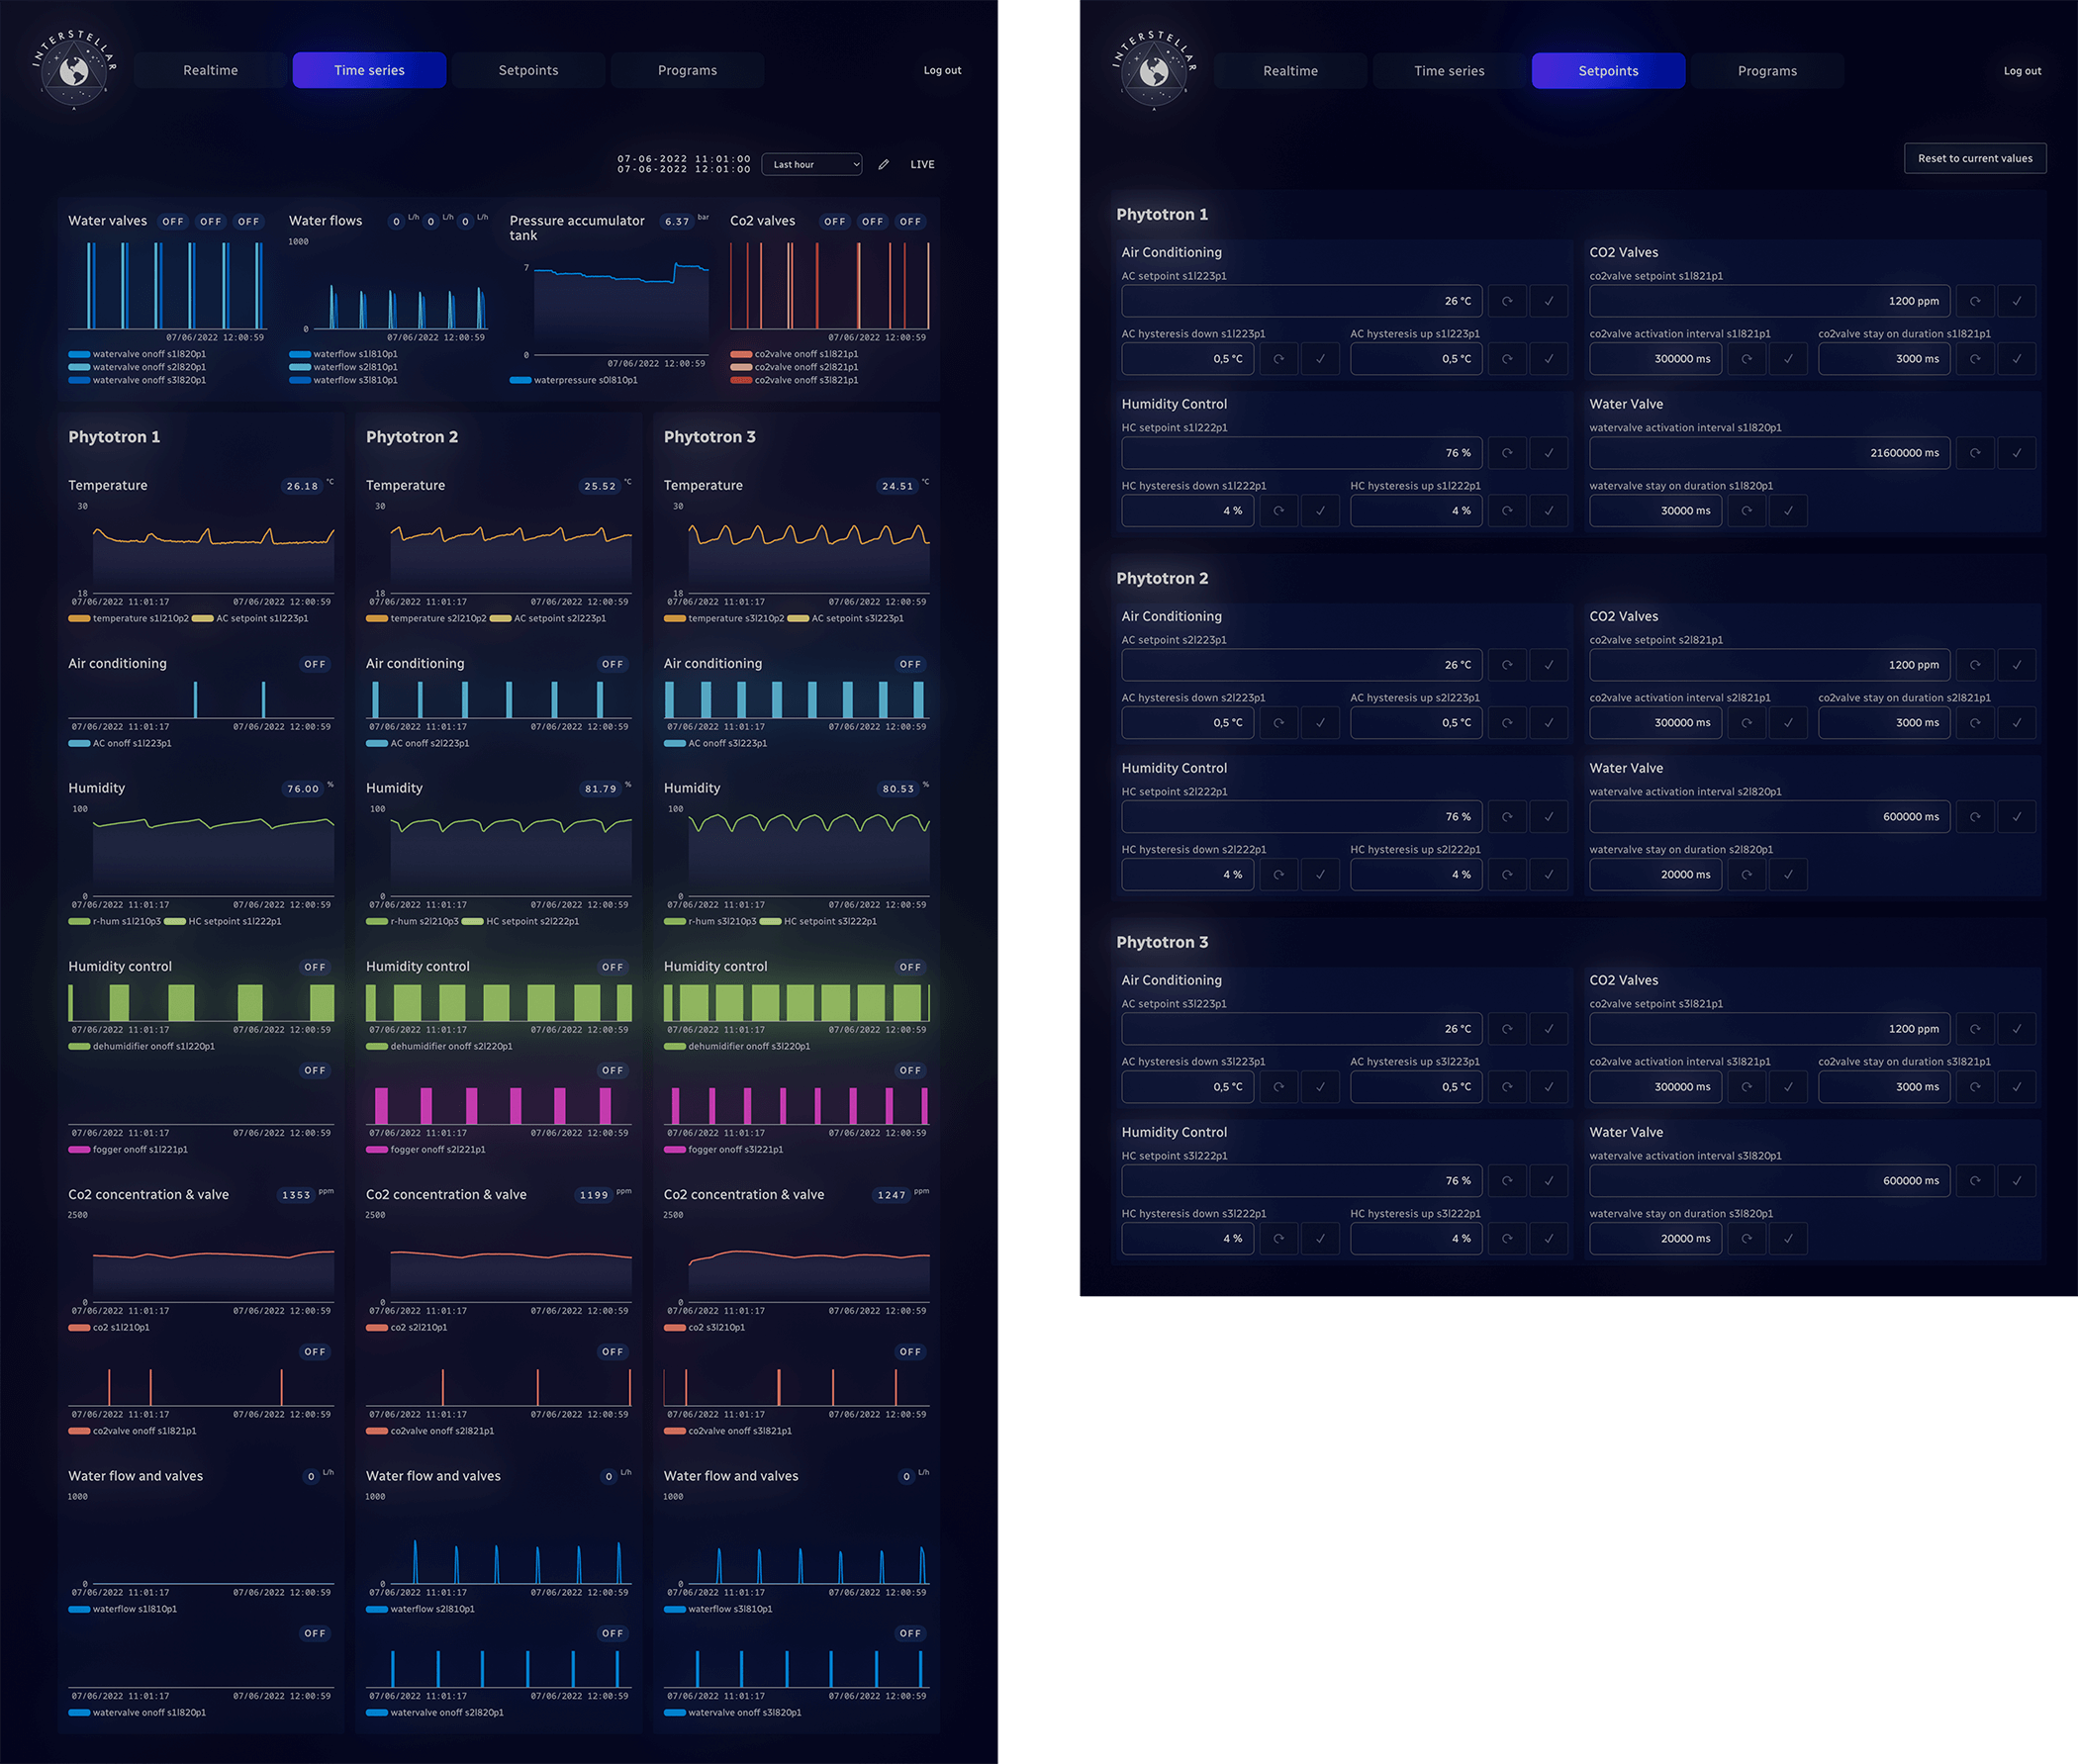 INTERSTELLAR
L A B
Realtime
Time series
Setpoints
Programs
Log out
07-06-2022 11:01:00
07-06-2022 12:01:00
Last hour
LIVE
Water valves OFF OFF OFF
07/06/2022 12:00:59
watervalve onoff s1l820p1
watervalve onoff s2l820p1
watervalve onoff s3l820p1
Water flows 0 L/h 0 L/h 0 L/h
1000
0
07/06/2022 12:00:59
waterflow s1l810p1
waterflow s2l810p1
waterflow s3l810p1
Pressure accumulator 6.37 bar
tank
7
0
07/06/2022 12:00:59
waterpressure s0l810p1
Co2 valves OFF OFF OFF
07/06/2022 12:00:59
co2valve onoff s1l821p1
co2valve onoff s2l821p1
co2valve onoff s3l821p1
Phytotron 1
Temperature 26.18 °C
30
18
07/06/2022 11:01:17 07/06/2022 12:00:59
temperature s1l210p2 AC setpoint s1l223p1
Air conditioning OFF
07/06/2022 11:01:17 07/06/2022 12:00:59
AC onoff s1l223p1
Humidity 76.00 %
100
0
07/06/2022 11:01:17 07/06/2022 12:00:59
r-hum s1l210p3 HC setpoint s1l222p1
Humidity control OFF
07/06/2022 11:01:17 07/06/2022 12:00:59
dehumidifier onoff s1l220p1
OFF
07/06/2022 11:01:17 07/06/2022 12:00:59
fogger onoff s1l221p1
Co2 concentration & valve 1353 ppm
2500
0
07/06/2022 11:01:17 07/06/2022 12:00:59
co2 s1l210p1
OFF
07/06/2022 11:01:17 07/06/2022 12:00:59
co2valve onoff s1l821p1
Water flow and valves 0 L/h
1000
0
07/06/2022 11:01:17 07/06/2022 12:00:59
waterflow s1l810p1
OFF
07/06/2022 11:01:17 07/06/2022 12:00:59
watervalve onoff s1l820p1
Phytotron 2
Temperature 25.52 °C
30
18
07/06/2022 11:01:17 07/06/2022 12:00:59
temperature s2l210p2 AC setpoint s2l223p1
Air conditioning OFF
07/06/2022 11:01:17 07/06/2022 12:00:59
AC onoff s2l223p1
Humidity 81.79 %
100
0
07/06/2022 11:01:17 07/06/2022 12:00:59
r-hum s2l210p3 HC setpoint s2l222p1
Humidity control OFF
07/06/2022 11:01:17 07/06/2022 12:00:59
dehumidifier onoff s2l220p1
OFF
07/06/2022 11:01:17 07/06/2022 12:00:59
fogger onoff s2l221p1
Co2 concentration & valve 1199 ppm
2500
0
07/06/2022 11:01:17 07/06/2022 12:00:59
co2 s2l210p1
OFF
07/06/2022 11:01:17 07/06/2022 12:00:59
co2valve onoff s2l821p1
Water flow and valves 0 L/h
1000
0
07/06/2022 11:01:17 07/06/2022 12:00:59
waterflow s2l810p1
OFF
07/06/2022 11:01:17 07/06/2022 12:00:59
watervalve onoff s2l820p1
Phytotron 3
Temperature 24.51 °C
30
18
07/06/2022 11:01:17 07/06/2022 12:00:59
temperature s3l210p2 AC setpoint s3l223p1
Air conditioning OFF
07/06/2022 11:01:17 07/06/2022 12:00:59
AC onoff s3l223p1
Humidity 80.53 %
100
0
07/06/2022 11:01:17 07/06/2022 12:00:59
r-hum s3l210p3 HC setpoint s3l222p1
Humidity control OFF
07/06/2022 11:01:17 07/06/2022 12:00:59
dehumidifier onoff s3l220p1
OFF
07/06/2022 11:01:17 07/06/2022 12:00:59
fogger onoff s3l221p1
Co2 concentration & valve 1247 ppm
2500
0
07/06/2022 11:01:17 07/06/2022 12:00:59
co2 s3l210p1
OFF
07/06/2022 11:01:17 07/06/2022 12:00:59
co2valve onoff s3l821p1
Water flow and valves 0 L/h
1000
0
07/06/2022 11:01:17 07/06/2022 12:00:59
waterflow s3l810p1
OFF
07/06/2022 11:01:17 07/06/2022 12:00:59
watervalve onoff s3l820p1
INTERSTELLAR
L A B
Realtime
Time series
Setpoints
Programs
Log out
Reset to current values
Phytotron 1
Air Conditioning
AC setpoint s1l223p1
26 °C
AC hysteresis down s1l223p1 AC hysteresis up s1l223p1
0,5 °C 0,5 °C
CO2 Valves
co2valve setpoint s1l821p1
1200 ppm
co2valve activation interval s1l821p1 co2valve stay on duration s1l821p1
300000 ms 3000 ms
Humidity Control
HC setpoint s1l222p1
76 %
HC hysteresis down s1l222p1 HC hysteresis up s1l222p1
4 % 4 %
Water Valve
watervalve activation interval s1l820p1
21600000 ms
watervalve stay on duration s1l820p1
30000 ms
Phytotron 2
Air Conditioning
AC setpoint s2l223p1
26 °C
AC hysteresis down s2l223p1 AC hysteresis up s2l223p1
0,5 °C 0,5 °C
CO2 Valves
co2valve setpoint s2l821p1
1200 ppm
co2valve activation interval s2l821p1 co2valve stay on duration s2l821p1
300000 ms 3000 ms
Humidity Control
HC setpoint s2l222p1
76 %
HC hysteresis down s2l222p1 HC hysteresis up s2l222p1
4 % 4 %
Water Valve
watervalve activation interval s2l820p1
600000 ms
watervalve stay on duration s2l820p1
20000 ms
Phytotron 3
Air Conditioning
AC setpoint s3l223p1
26 °C
AC hysteresis down s3l223p1 AC hysteresis up s3l223p1
0,5 °C 0,5 °C
CO2 Valves
co2valve setpoint s3l821p1
1200 ppm
co2valve activation interval s3l821p1 co2valve stay on duration s3l821p1
300000 ms 3000 ms
Humidity Control
HC setpoint s3l222p1
76 %
HC hysteresis down s3l222p1 HC hysteresis up s3l222p1
4 % 4 %
Water Valve
watervalve activation interval s3l820p1
600000 ms
watervalve stay on duration s3l820p1
20000 ms